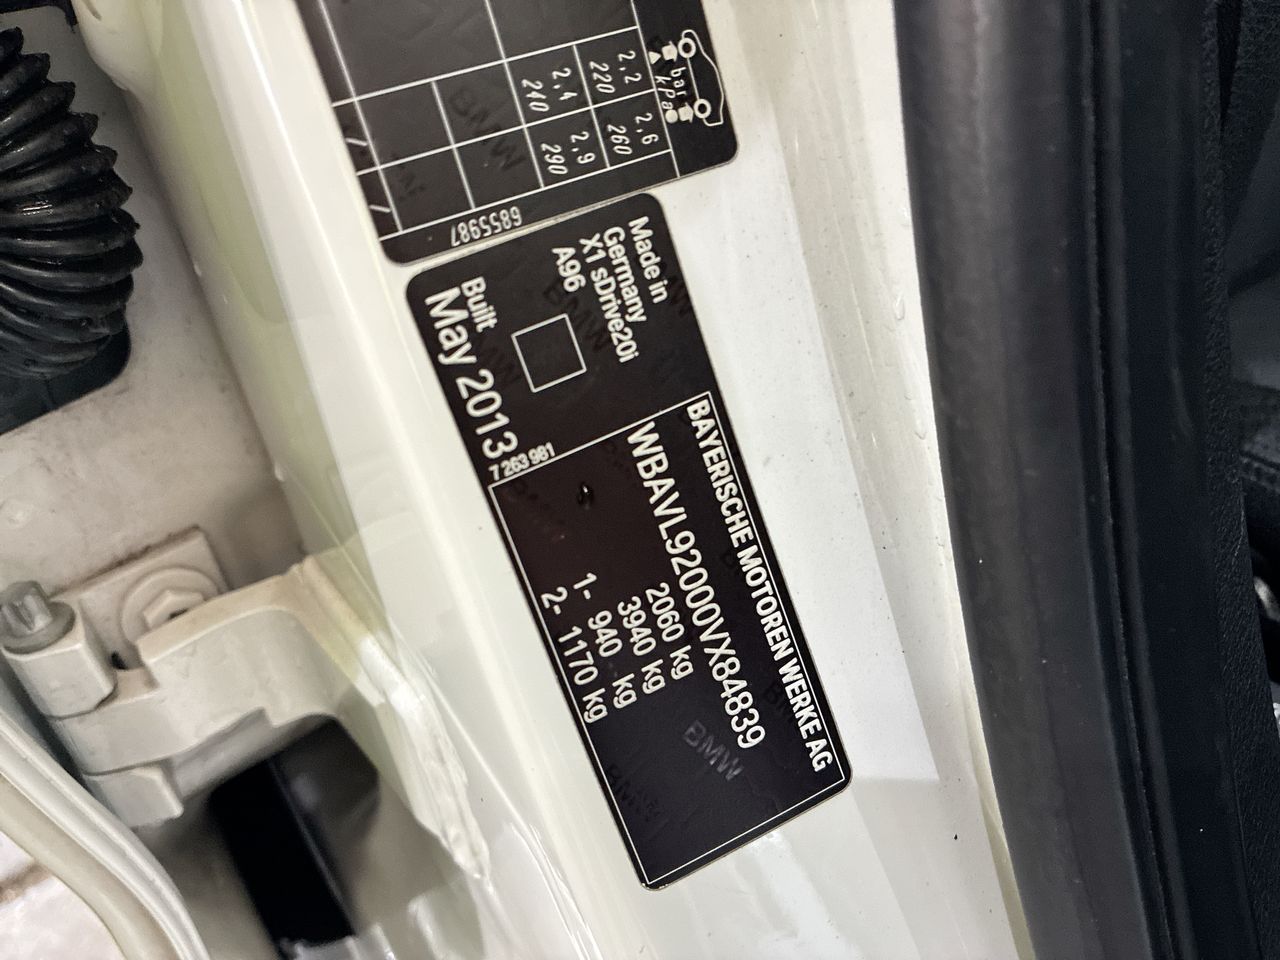 bar
kPa
2,2
2,6
220
260
2,4
2,9
240
290
6855987
Made in
Germany
X1 sDrive20i
A96
Built
May 2013
7 263 981
BAYERISCHE MOTOREN WERKE AG
WBAVL92000VX84839
2060 kg
3940 kg
1- 940 kg
2- 1170 kg
BMW